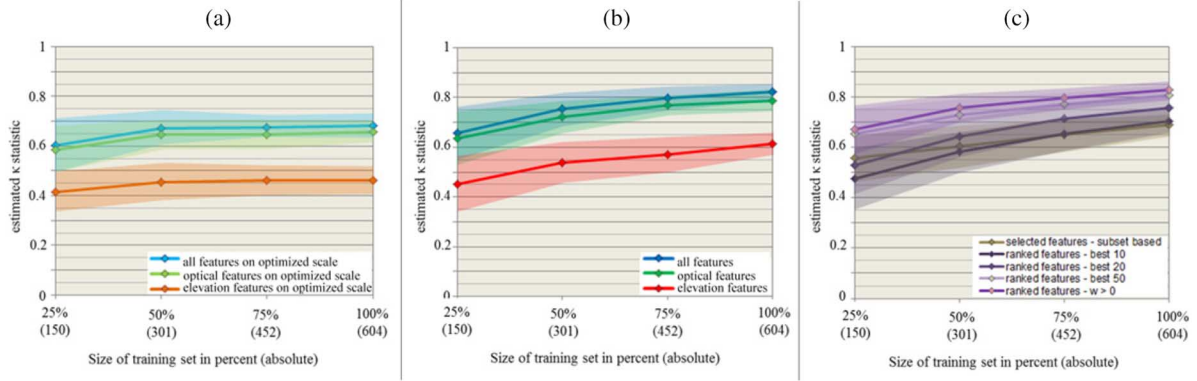 (a)
1
0.8
0.6
0.4
0.2
0
estimated κ statistic
all features on optimized scale
optical features on optimized scale
elevation features on optimized scale
25% 50% 75% 100%
(150) (301) (452) (604)
Size of training set in percent (absolute)
(b)
1
0.8
0.6
0.4
0.2
0
estimated κ statistic
all features
optical features
elevation features
25% 50% 75% 100%
(150) (301) (452) (604)
Size of training set in percent (absolute)
(c)
1
0.8
0.6
0.4
0.2
0
estimated κ statistic
selected features - subset based
ranked features - best 10
ranked features - best 20
ranked features - best 50
ranked features - w > 0
25% 50% 75% 100%
(150) (301) (452) (604)
Size of training set in percent (absolute)